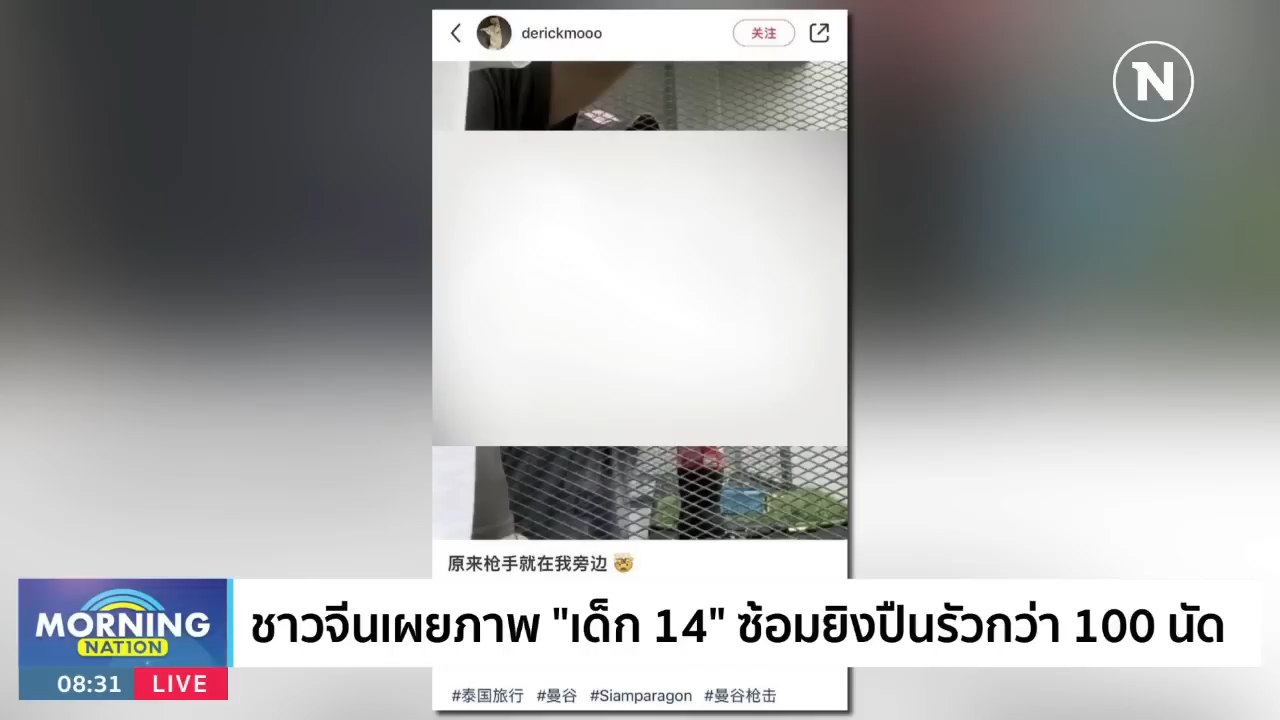 derickmooo
关注
N
原来枪手就在我旁边
MORNING
NATION
ชาวจีนเผยภาพ "เด็ก 14" ซ้อมยิงปืนรัวกว่า 100 นัด
08:31 LIVE
#泰国旅行 #曼谷 #Siamparagon #曼谷枪击